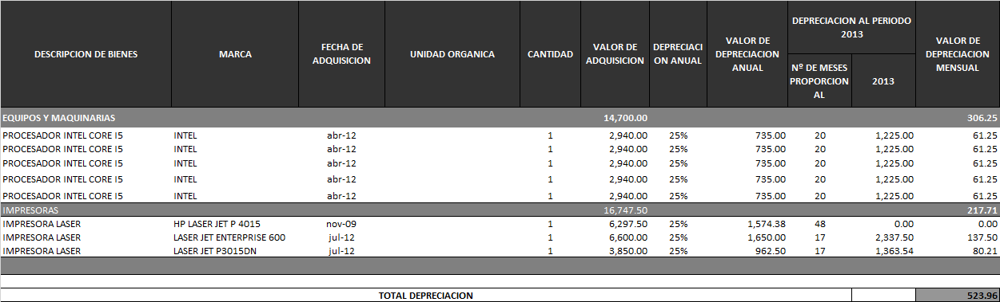 DESCRIPCION DE BIENES MARCA FECHA DE ADQUISICION UNIDAD ORGANICA CANTIDAD VALOR DE ADQUISICION DEPRECIACI ON ANUAL VALOR DE DEPRECIACION ANUAL DEPRECIACION AL PERIODO 2013 VALOR DE DEPRECIACION MENSUAL
Nº DE MESES PROPORCION AL 2013
EQUIPOS Y MAQUINARIAS 14,700.00 306.25
PROCESADOR INTEL CORE I5 INTEL abr-12 1 2,940.00 25% 735.00 20 1,225.00 61.25
PROCESADOR INTEL CORE I5 INTEL abr-12 1 2,940.00 25% 735.00 20 1,225.00 61.25
PROCESADOR INTEL CORE I5 INTEL abr-12 1 2,940.00 25% 735.00 20 1,225.00 61.25
PROCESADOR INTEL CORE I5 INTEL abr-12 1 2,940.00 25% 735.00 20 1,225.00 61.25
PROCESADOR INTEL CORE I5 INTEL abr-12 1 2,940.00 25% 735.00 20 1,225.00 61.25
IMPRESORAS 16,747.50 217.71
IMPRESORA LASER HP LASER JET P 4015 nov-09 1 6,297.50 25% 1,574.38 48 0.00 0.00
IMPRESORA LASER LASER JET ENTERPRISE 600 jul-12 1 6,600.00 25% 1,650.00 17 2,337.50 137.50
IMPRESORA LASER LASER JET P3015DN jul-12 1 3,850.00 25% 962.50 17 1,363.54 80.21
TOTAL DEPRECIACION 523.96